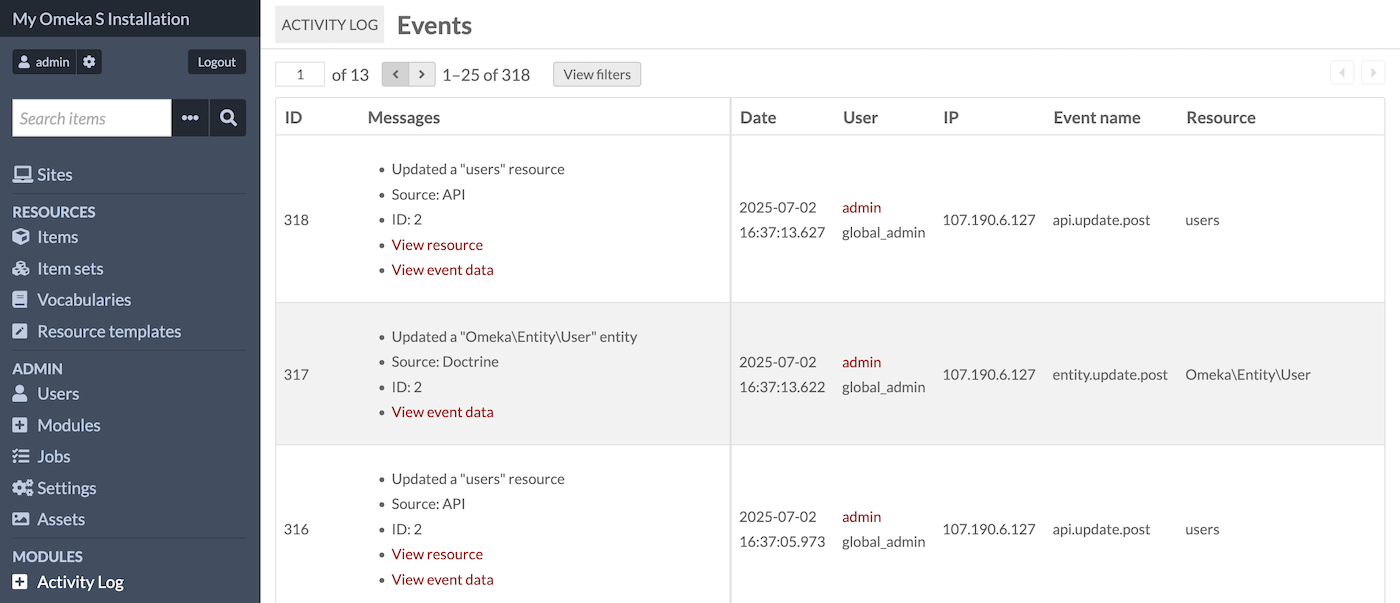 My Omeka S Installation
admin
Logout
Search items
Sites
RESOURCES
Items
Item sets
Vocabularies
Resource templates
ADMIN
Users
Modules
Jobs
Settings
Assets
MODULES
Activity Log
ACTIVITY LOG Events
1 of 13 1–25 of 318 View filters
ID Messages Date User IP Event name Resource
318
Updated a "users" resource
Source: API
ID: 2
View resource
View event data
2025-07-02
16:37:13.627
admin
global_admin
107.190.6.127
api.update.post
users
317
Updated a "Omeka\Entity\User" entity
Source: Doctrine
ID: 2
View event data
2025-07-02
16:37:13.622
admin
global_admin
107.190.6.127
entity.update.post
Omeka\Entity\User
316
Updated a "users" resource
Source: API
ID: 2
View resource
View event data
2025-07-02
16:37:05.973
admin
global_admin
107.190.6.127
api.update.post
users